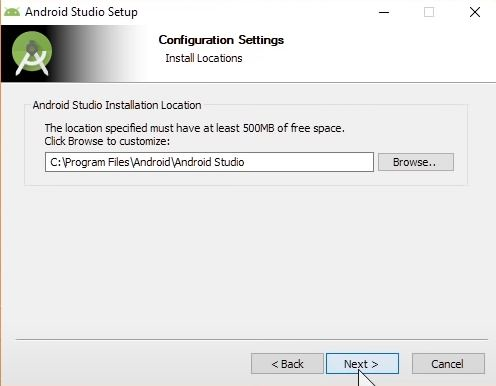 Android Studio Setup
Configuration Settings
Install Locations
Android Studio Installation Location
The location specified must have at least 500MB of free space.
Click Browse to customize:
C:\Program Files\Android\Android Studio
Browse..
< Back
Next >
Cancel